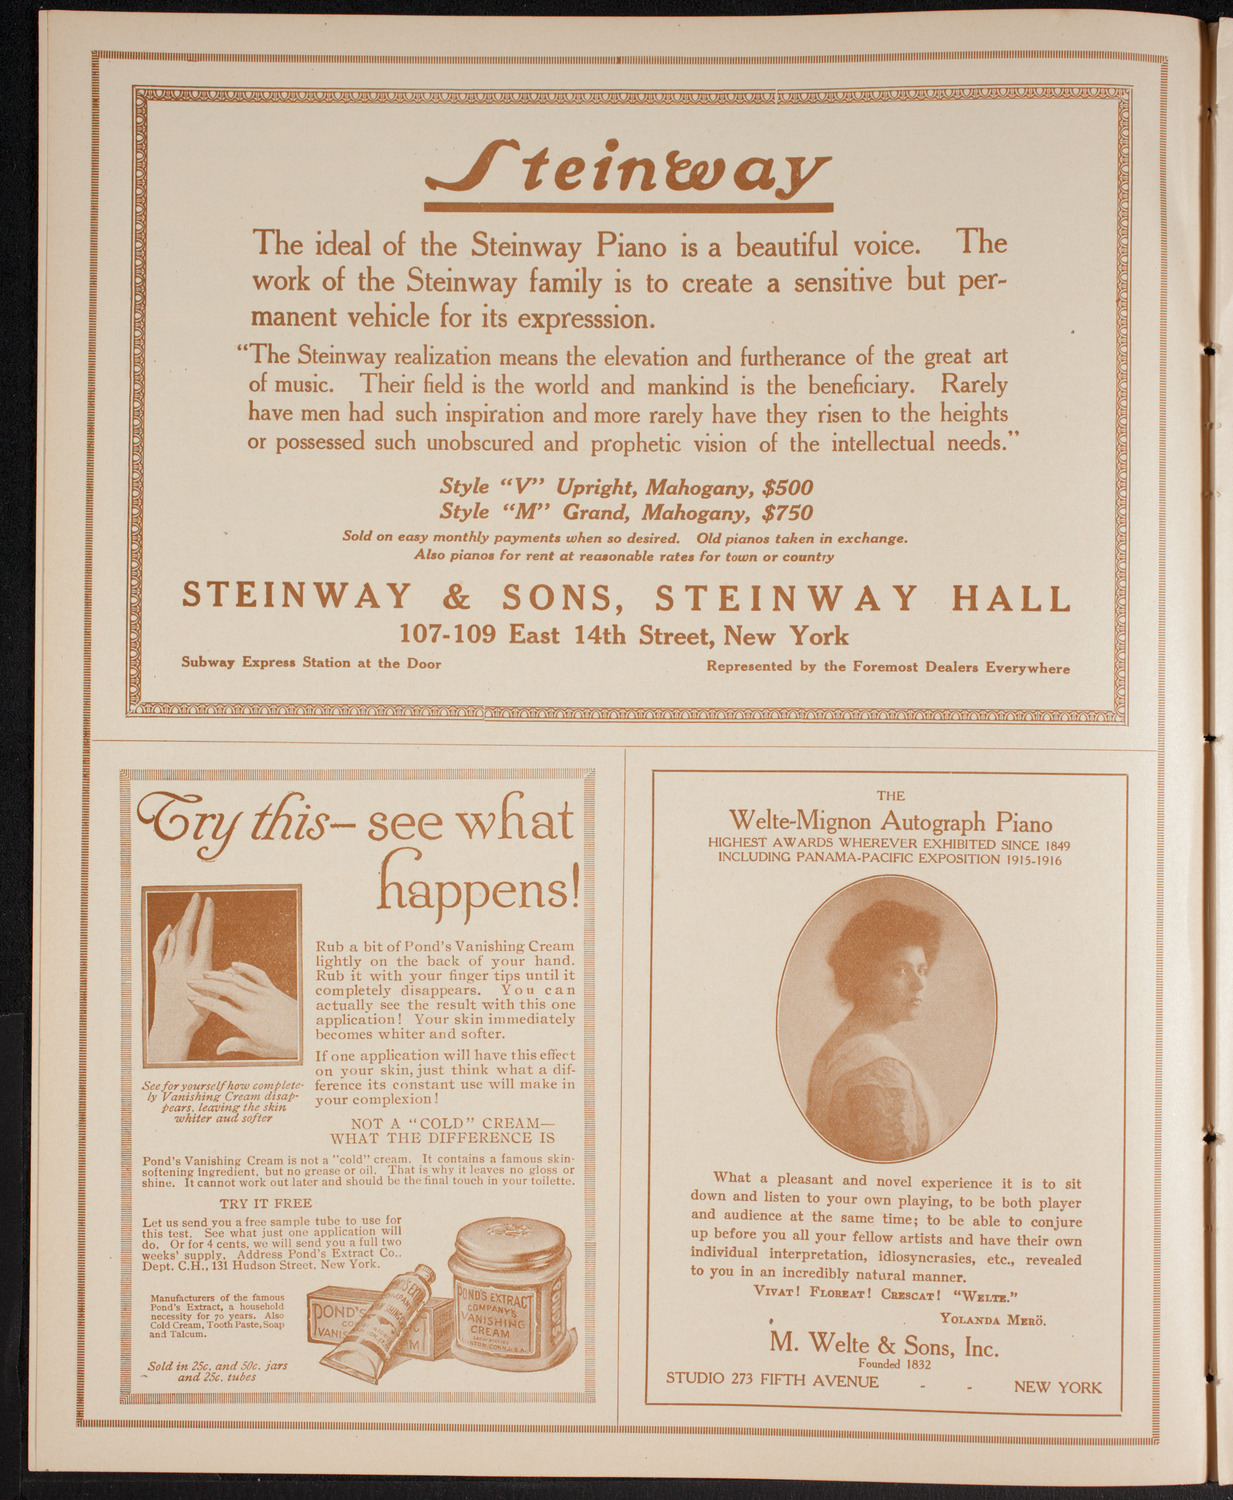 Steinway
The ideal of the Steinway Piano is a beautiful voice. The
work of the Steinway family is to create a sensitive but per-
manent vehicle for its expresssion.
“The Steinway realization means the elevation and furtherance of the great art
of music. Their field is the world and mankind is the beneficiary. Rarely
have men had such inspiration and more rarely have they risen to the heights
or possessed such unobscured and prophetic vision of the intellectual needs.”
Style “V” Upright, Mahogany, $500
Style “M” Grand, Mahogany, $750
Sold on easy monthly payments when so desired. Old pianos taken in exchange.
Also pianos for rent at reasonable rates for town or country
STEINWAY & SONS, STEINWAY HALL
107-109 East 14th Street, New York
Subway Express Station at the Door
Represented by the Foremost Dealers Everywhere
Try this—see what
happens!
Rub a bit of Pond's Vanishing Cream
lightly on the back of your hand.
Rub it with your finger tips until it
completely disappears. You can
actually see the result with this one
application! Your skin immediately
becomes whiter and softer.
If one application will have this effect
on your skin, just think what a dif-
ference its constant use will make in
your complexion!
See for yourself how complete-
ly Vanishing Cream disap-
pears, leaving the skin
whiter aud softer
NOT A “COLD” CREAM—
WHAT THE DIFFERENCE IS
Pond's Vanishing Cream is not a "cold" cream. It contains a famous skin-
softening ingredient, but no grease or oil. That is why it leaves no gloss or
shine. It cannot work out later and should be the final touch in your toilette.
TRY IT FREE
Let us send you a free sample tube to use for
this test. See what just one application will
do. Or for 4 cents, we will send you a full two
weeks' supply. Address Pond's Extract Co.,
Dept. C.H., 131 Hudson Street, New York.
Manufacturers of the famous
Pond's Extract, a household
necessity for 70 years. Also
Cold Cream, Tooth Paste, Soap
and Talcum.
Sold in 25c. and 50c. jars
and 25c. tubes
POND'S
VANIS
POND'S EXTRACT
COMPANY'S
VANISHING
CREAM
THE
Welte-Mignon Autograph Piano
HIGHEST AWARDS WHEREVER EXHIBITED SINCE 1849
INCLUDING PANAMA-PACIFIC EXPOSITION 1915-1916
What a pleasant and novel experience it is to sit
down and listen to your own playing, to be both player
and audience at the same time; to be able to conjure
up before you all your fellow artists and have their own
individual interpretation, idiosyncrasies, etc., revealed
to you in an incredibly natural manner.
VIVAT! FLOREAT! CRESCAT! “WELTE.”
YOLANDA MERÖ.
M. Welte & Sons, Inc.
Founded 1832
STUDIO 273 FIFTH AVENUE - - NEW YORK